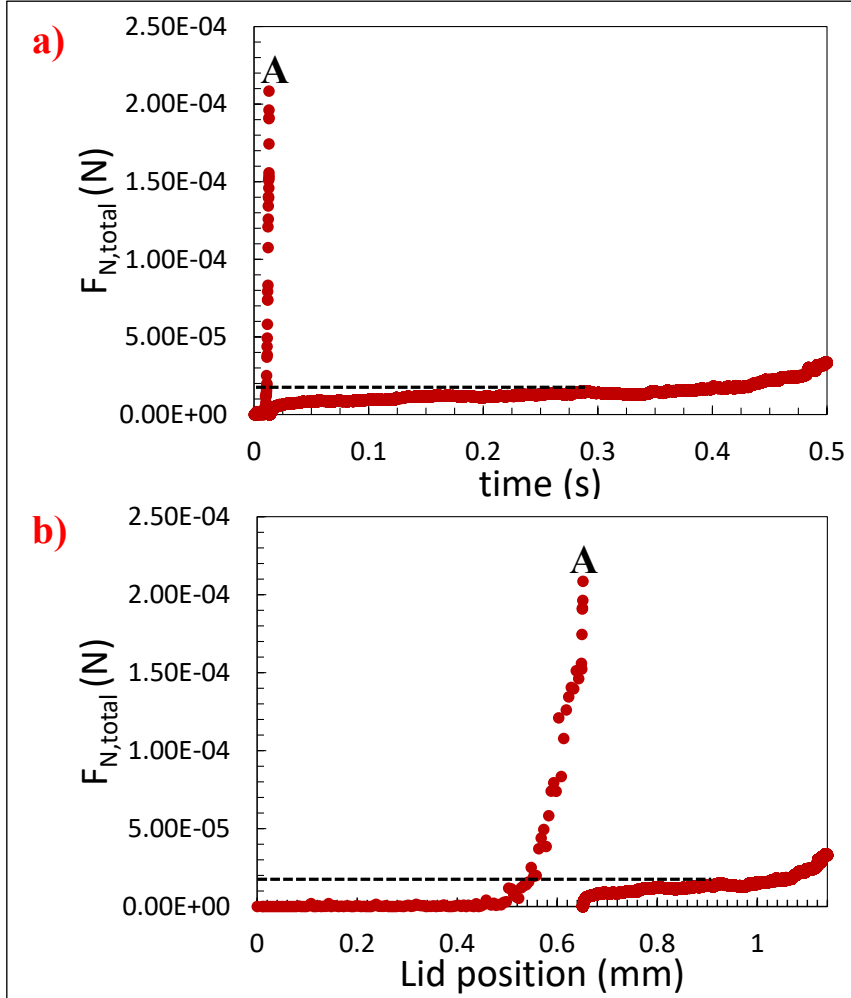 a)
A
F_N,total (N)
2.50E-04
2.00E-04
1.50E-04
1.00E-04
5.00E-05
0.00E+00
0 0.1 0.2 0.3 0.4 0.5
time (s)
b)
A
F_N,total (N)
2.50E-04
2.00E-04
1.50E-04
1.00E-04
5.00E-05
0.00E+00
0 0.2 0.4 0.6 0.8 1
Lid position (mm)